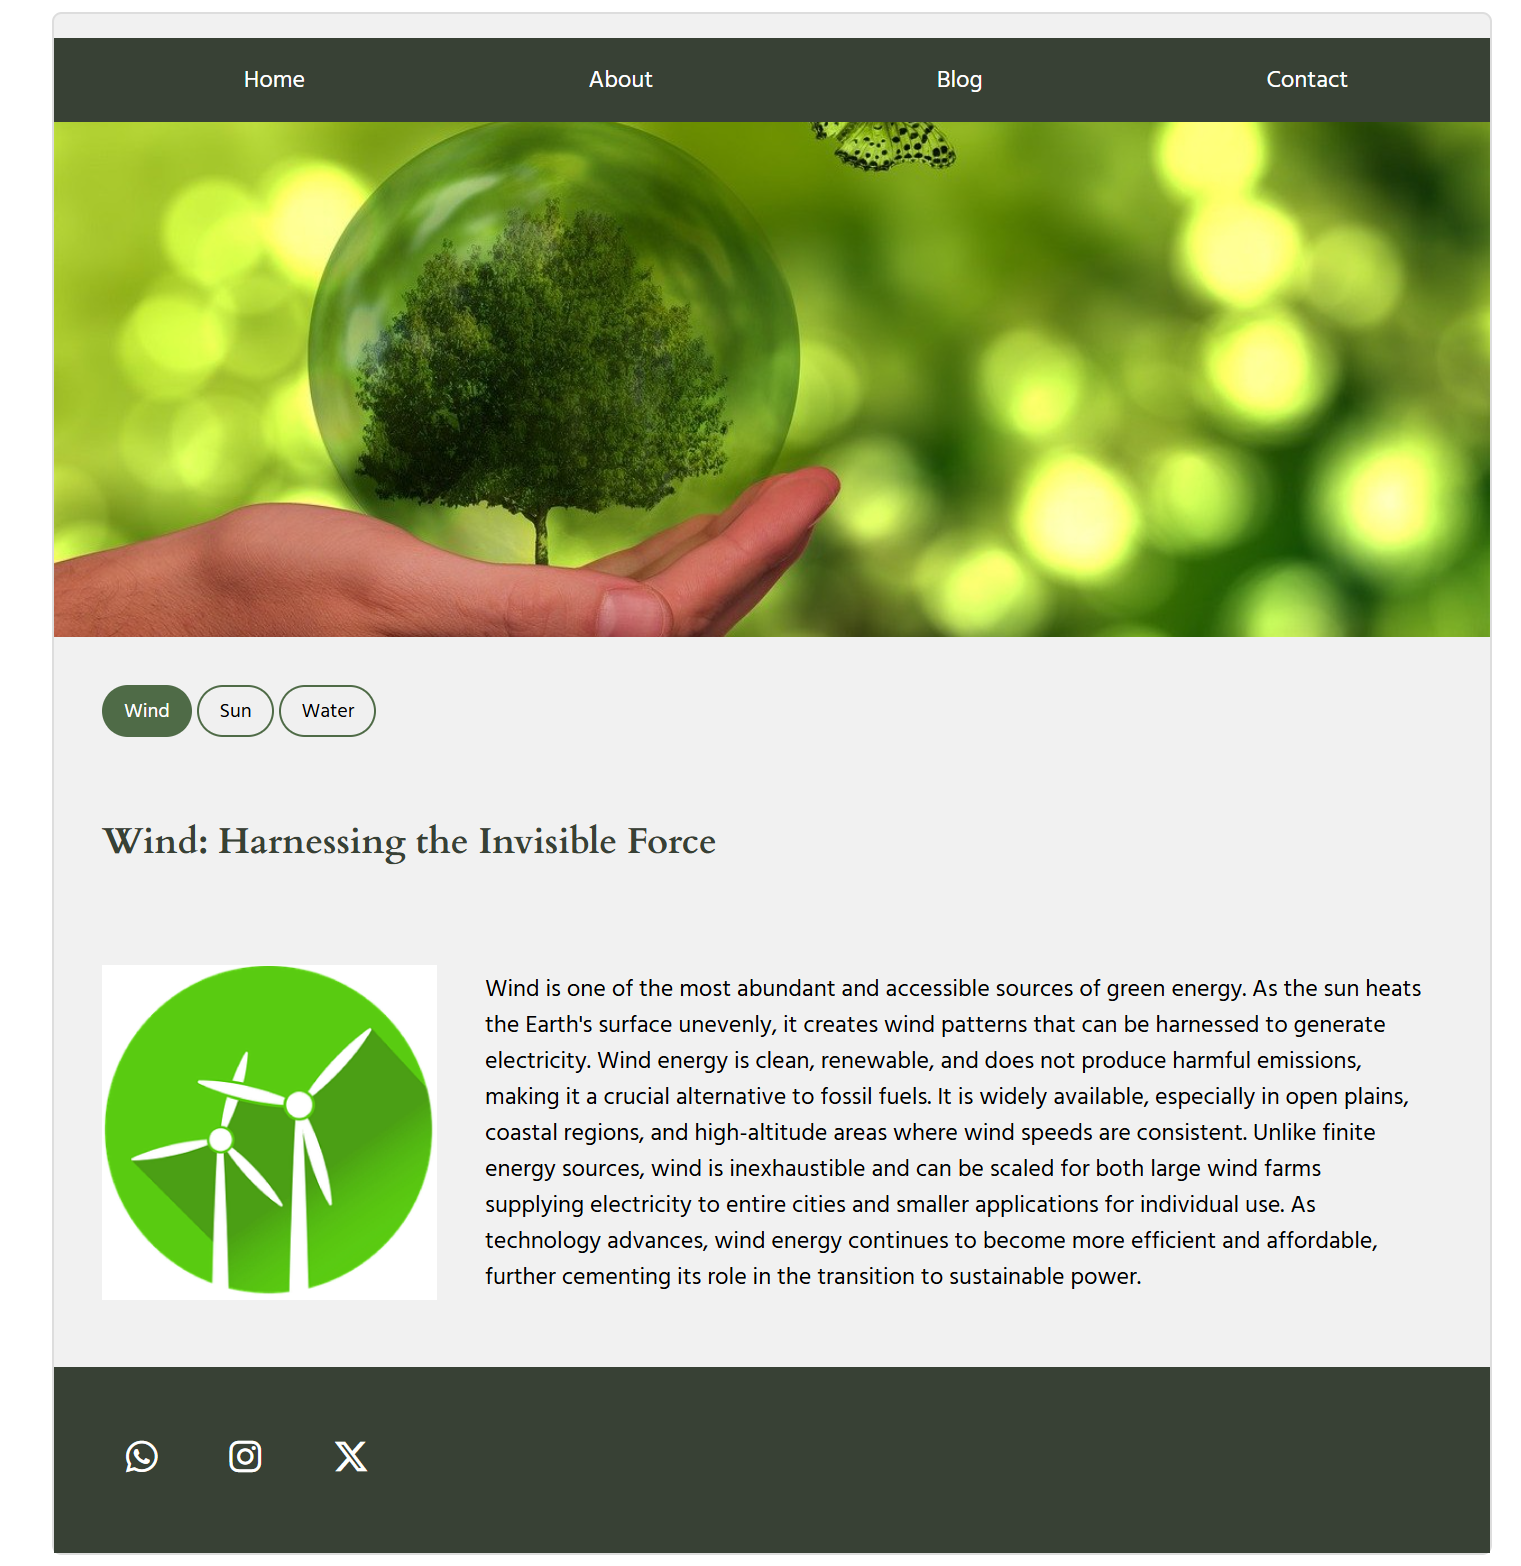 Home About Blog Contact
Wind Sun Water
Wind: Harnessing the Invisible Force
Wind is one of the most abundant and accessible sources of green energy. As the sun heats
the Earth's surface unevenly, it creates wind patterns that can be harnessed to generate
electricity. Wind energy is clean, renewable, and does not produce harmful emissions,
making it a crucial alternative to fossil fuels. It is widely available, especially in open plains,
coastal regions, and high-altitude areas where wind speeds are consistent. Unlike finite
energy sources, wind is inexhaustible and can be scaled for both large wind farms
supplying electricity to entire cities and smaller applications for individual use. As
technology advances, wind energy continues to become more efficient and affordable,
further cementing its role in the transition to sustainable power.